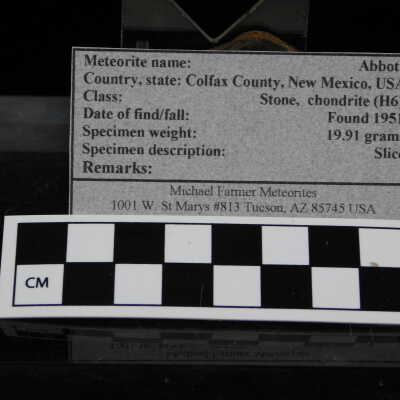 Meteorite name: Abbot
Country, state: Colfax County, New Mexico, USA
Class: Stone, chondrite (H6
Date of find/fall: Found 1951
Specimen weight: 19.91 gram
Specimen description: Slice
Remarks:
Michael Farmer Meteorites
1001 W. St Marys #813 Tucson, AZ 85745 USA
CM